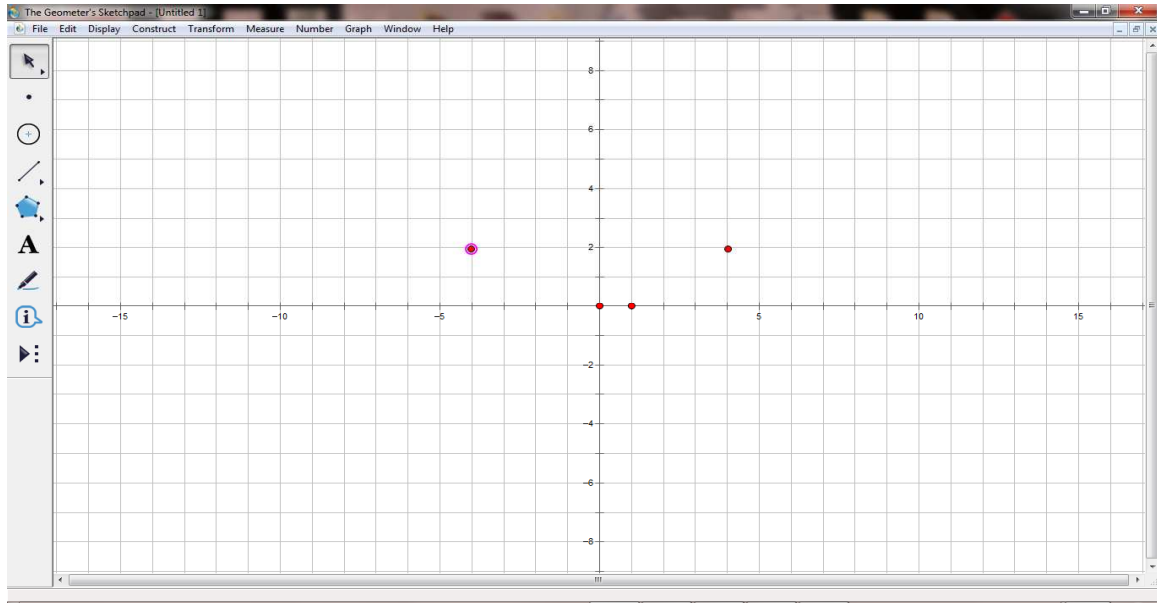 The Geometer's Sketchpad - [Untitled 1]
File Edit Display Construct Transform Measure Number Graph Window Help
8
6
4
2
−15 −10 −5 5 10 15
−2
−4
−6
−8
A
i